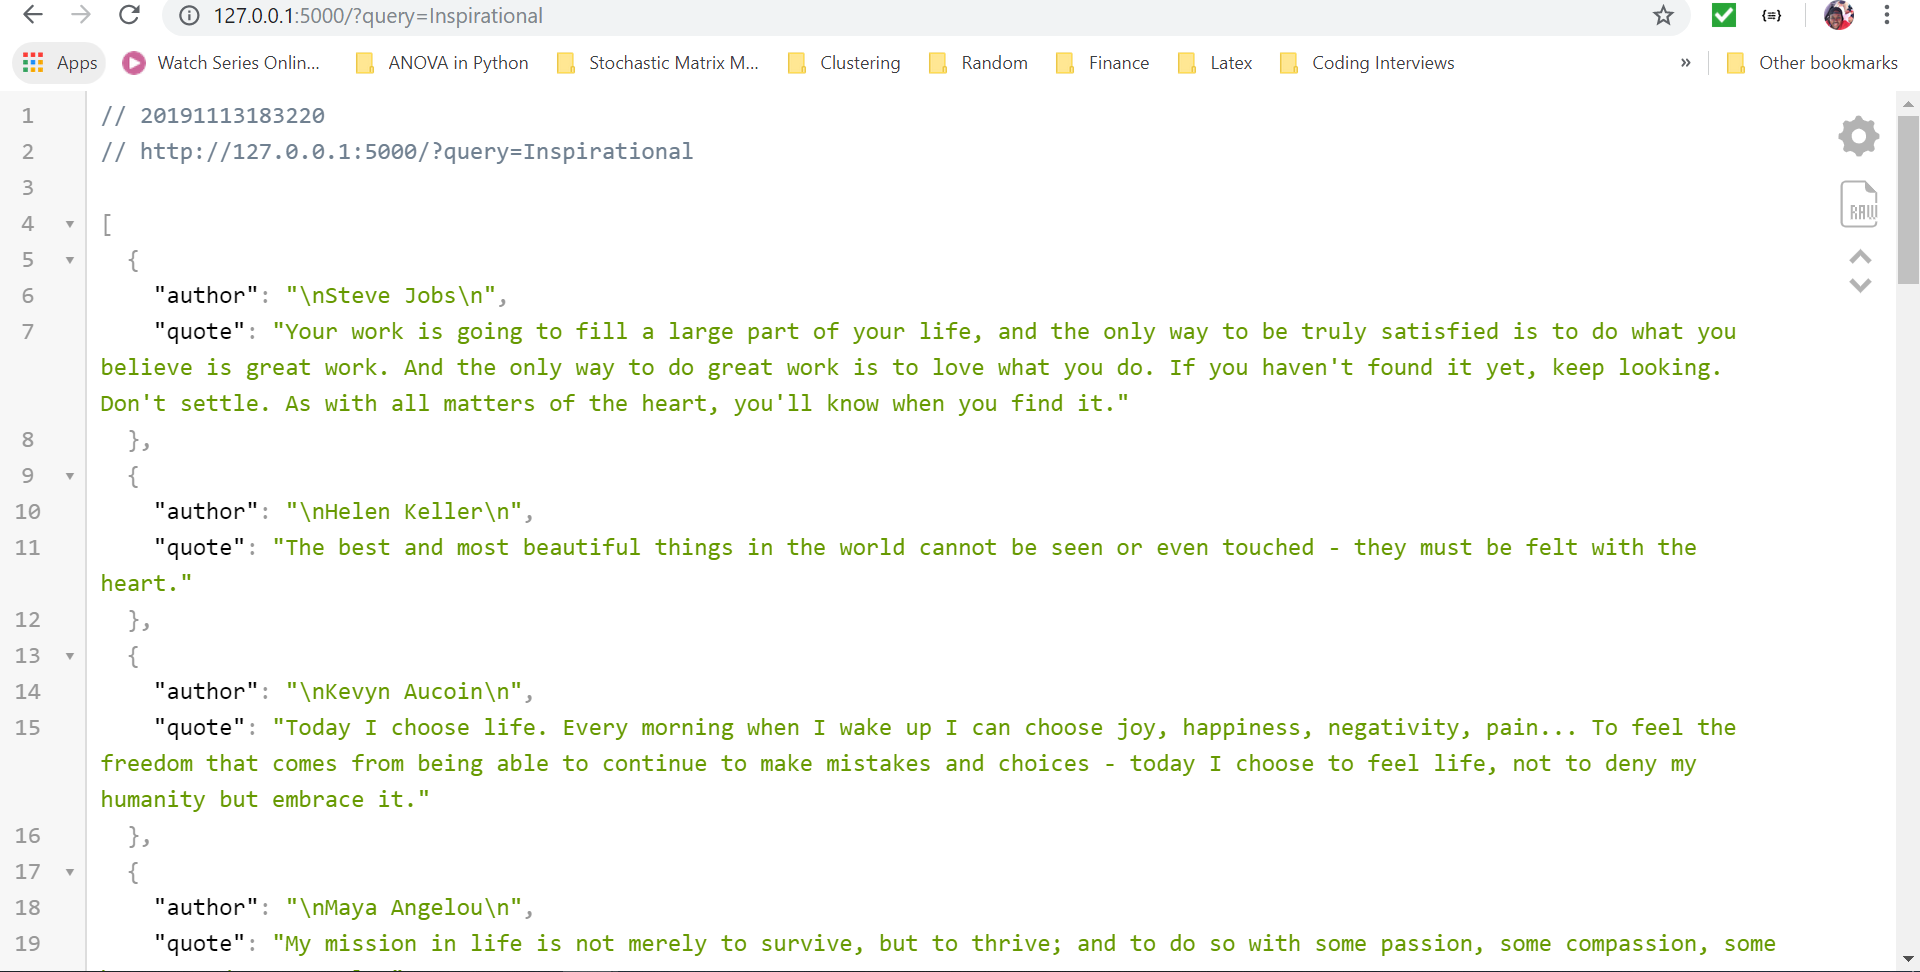 127.0.0.1:5000/?query=Inspirational
Apps Watch Series Onlin... ANOVA in Python Stochastic Matrix M... Clustering Random Finance Latex Coding Interviews » Other bookmarks
1 // 20191113183220
2 // http://127.0.0.1:5000/?query=Inspirational
3
4 [
5 {
6 "author": "\nSteve Jobs\n",
7 "quote": "Your work is going to fill a large part of your life, and the only way to be truly satisfied is to do what you
believe is great work. And the only way to do great work is to love what you do. If you haven't found it yet, keep looking.
Don't settle. As with all matters of the heart, you'll know when you find it."
8 },
9 {
10 "author": "\nHelen Keller\n",
11 "quote": "The best and most beautiful things in the world cannot be seen or even touched - they must be felt with the
heart."
12 },
13 {
14 "author": "\nKevyn Aucoin\n",
15 "quote": "Today I choose life. Every morning when I wake up I can choose joy, happiness, negativity, pain... To feel the
freedom that comes from being able to continue to make mistakes and choices - today I choose to feel life, not to deny my
humanity but embrace it."
16 },
17 {
18 "author": "\nMaya Angelou\n",
19 "quote": "My mission in life is not merely to survive, but to thrive; and to do so with some passion, some compassion, some
RAW